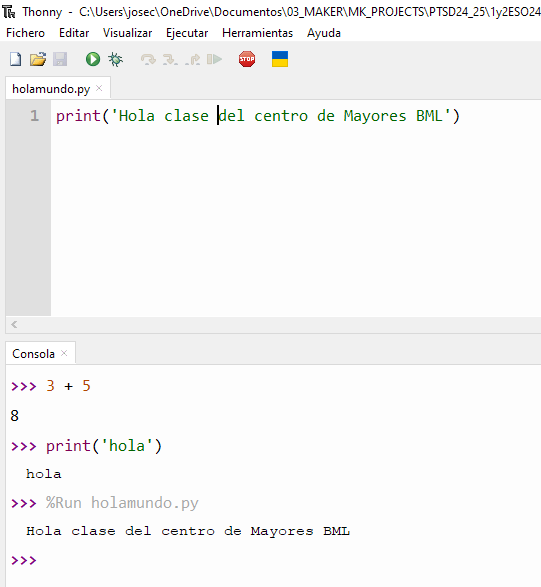 Thonny - C:\Users\josec\OneDrive\Documentos\03_MAKER\MK_PROJECTS\PTSD24_25\1y2ESO24
Fichero Editar Visualizar Ejecutar Herramientas Ayuda
STOP
holamundo.py ×
1 print('Hola clase del centro de Mayores BML')
Consola ×
>>> 3 + 5
8
>>> print('hola')
hola
>>> %Run holamundo.py
Hola clase del centro de Mayores BML
>>>